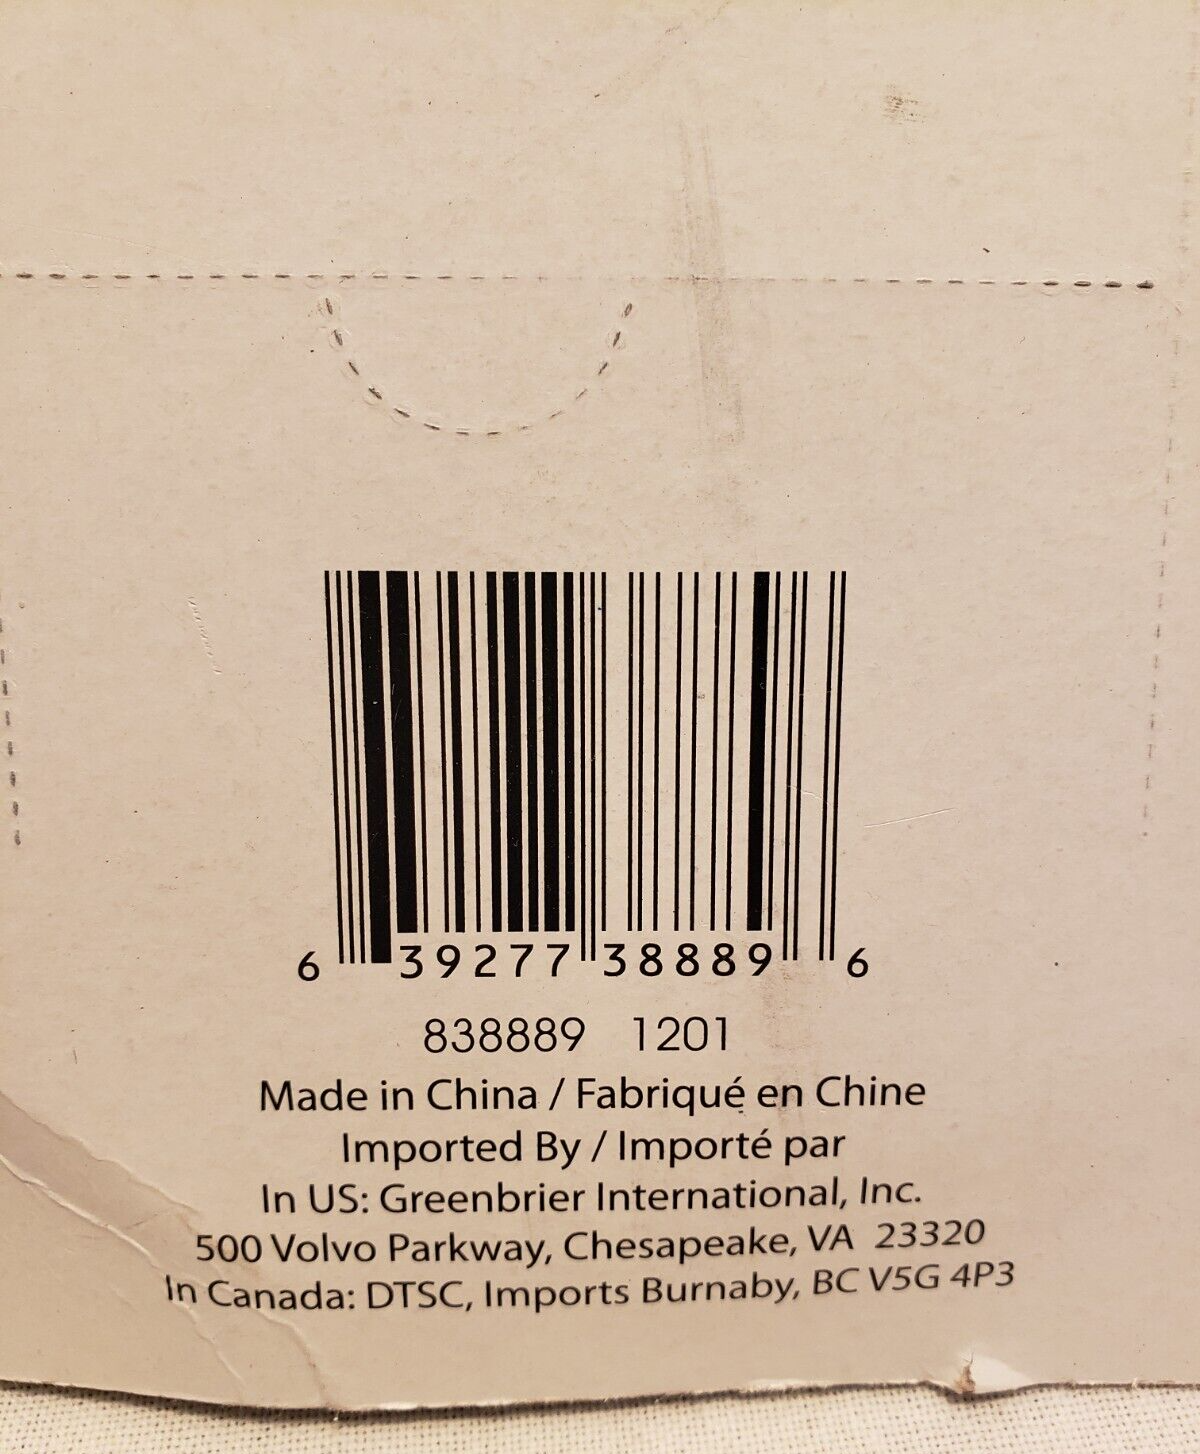 6 39277 38889 6
838889 1201
Made in China / Fabriqué en Chine
Imported By / Importé par
In US: Greenbrier International, Inc.
500 Volvo Parkway, Chesapeake, VA 23320
In Canada: DTSC, Imports Burnaby, BC V5G 4P3